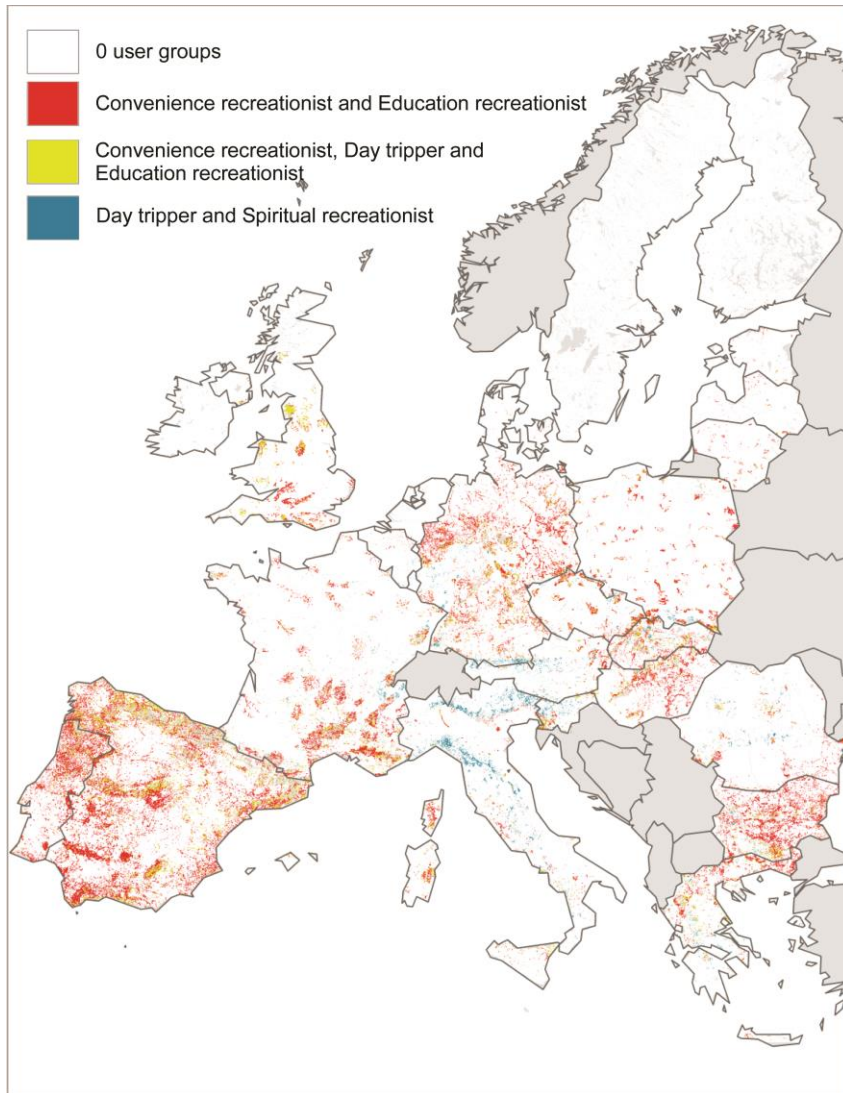 0 user groups
Convenience recreationist and Education recreationist
Convenience recreationist, Day tripper and
Education recreationist
Day tripper and Spiritual recreationist